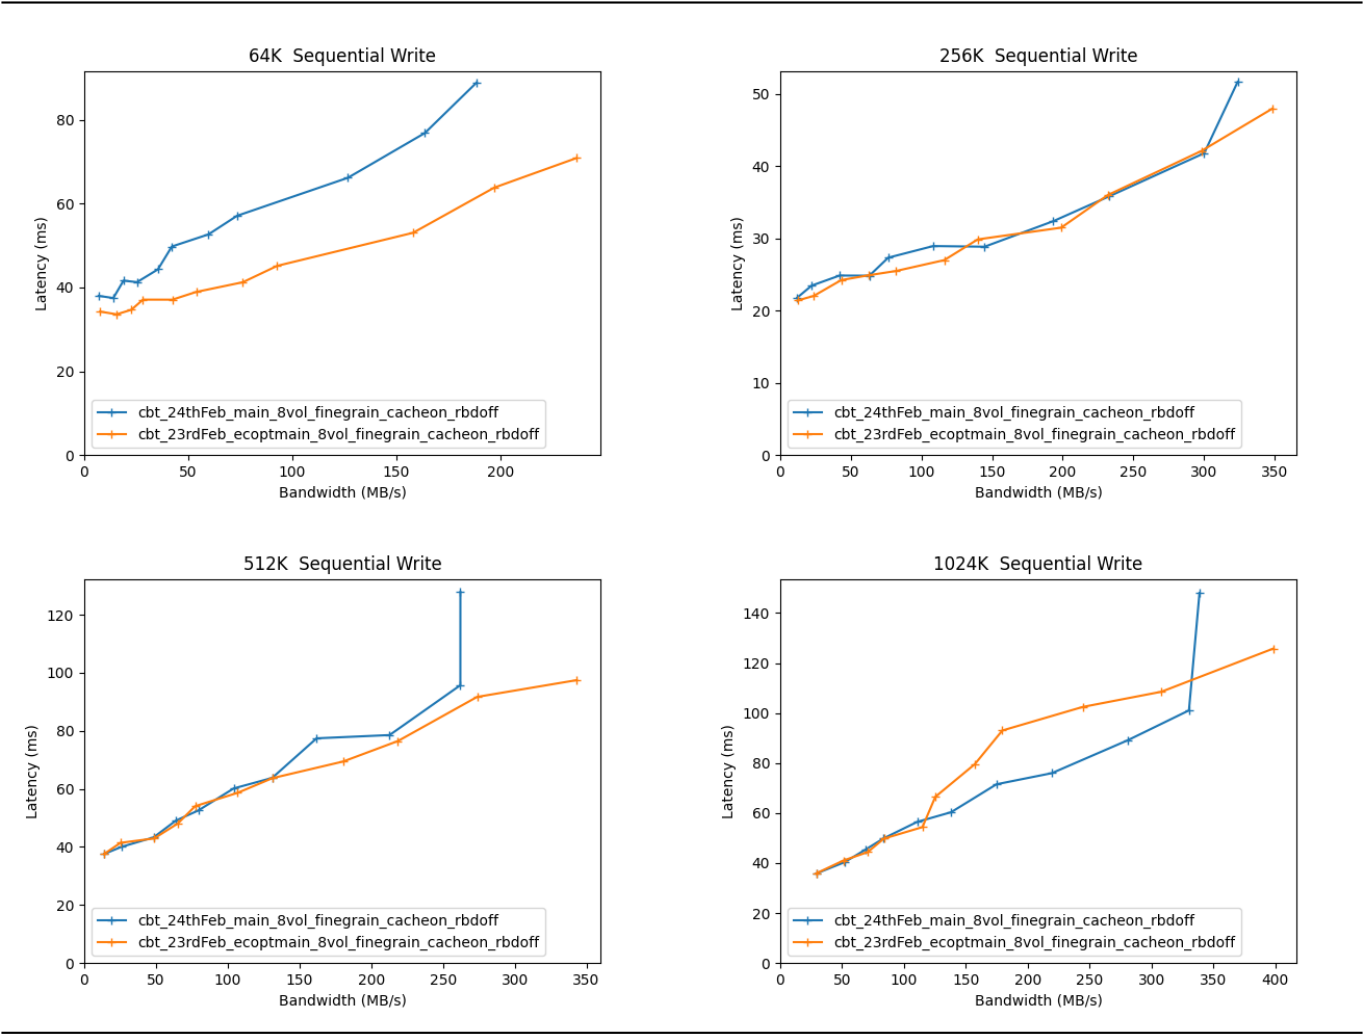 64K  Sequential Write
80
60
40
20
0
Latency (ms)
cbt_24thFeb_main_8vol_finegrain_cacheon_rbdoff
cbt_23rdFeb_ecoptmain_8vol_finegrain_cacheon_rbdoff
0 50 100 150 200
Bandwidth (MB/s)
256K  Sequential Write
50
40
30
20
10
0
Latency (ms)
cbt_24thFeb_main_8vol_finegrain_cacheon_rbdoff
cbt_23rdFeb_ecoptmain_8vol_finegrain_cacheon_rbdoff
0 50 100 150 200 250 300 350
Bandwidth (MB/s)
512K  Sequential Write
120
100
80
60
40
20
0
Latency (ms)
cbt_24thFeb_main_8vol_finegrain_cacheon_rbdoff
cbt_23rdFeb_ecoptmain_8vol_finegrain_cacheon_rbdoff
0 50 100 150 200 250 300 350
Bandwidth (MB/s)
1024K  Sequential Write
140
120
100
80
60
40
20
0
Latency (ms)
cbt_24thFeb_main_8vol_finegrain_cacheon_rbdoff
cbt_23rdFeb_ecoptmain_8vol_finegrain_cacheon_rbdoff
0 50 100 150 200 250 300 350 400
Bandwidth (MB/s)